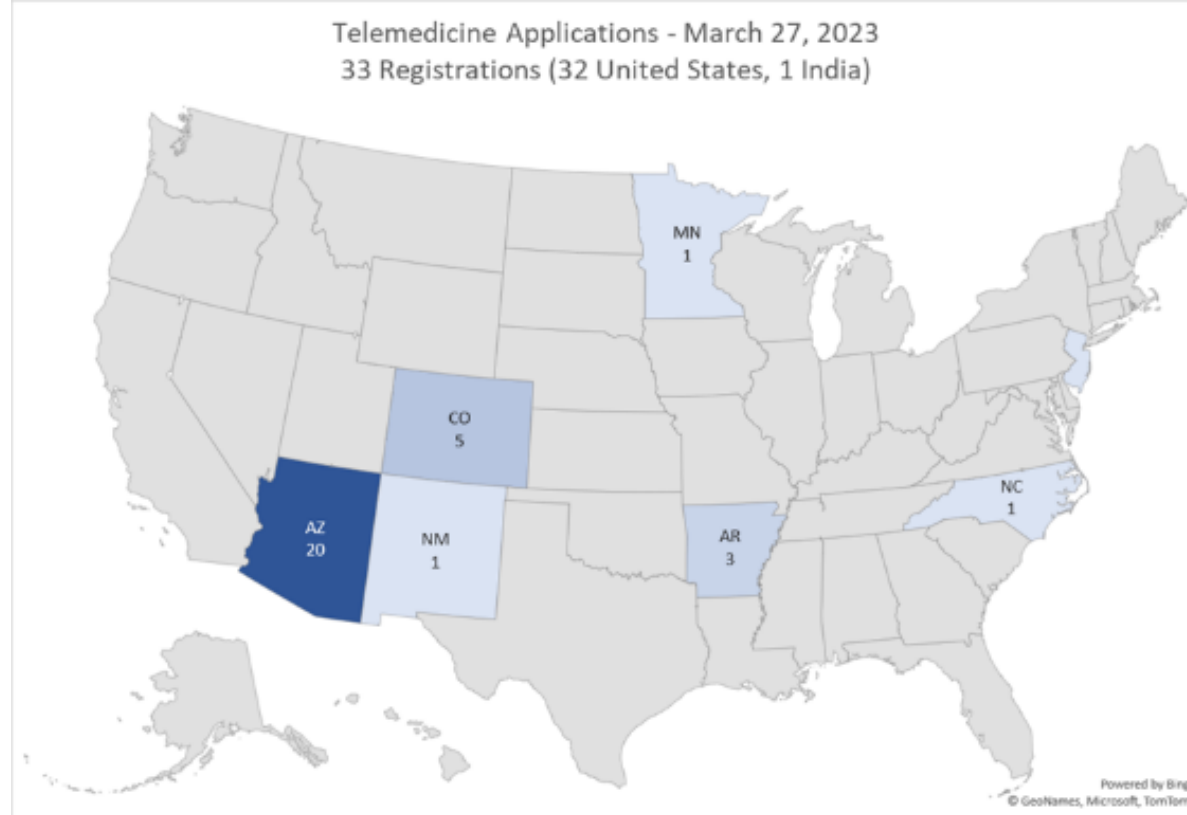 Telemedicine Applications - March 27, 2023
33 Registrations (32 United States, 1 India)
MN
1
CO
5
NC
1
AZ
20
NM
1
AR
3
Powered by Bing
© GeoNames, Microsoft, TomTom